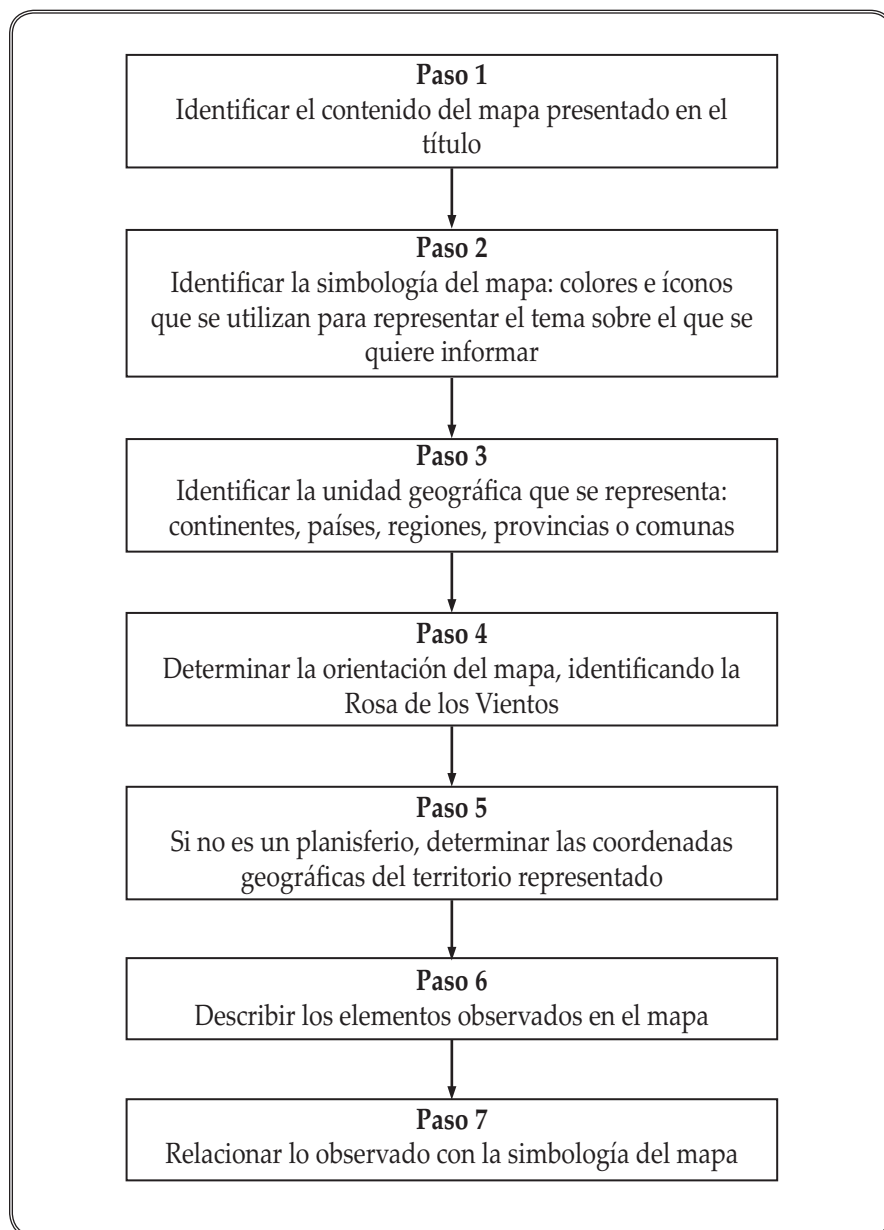 Paso 1
Identificar el contenido del mapa presentado en el
título
Paso 2
Identificar la simbología del mapa: colores e íconos
que se utilizan para representar el tema sobre el que se
quiere informar
Paso 3
Identificar la unidad geográfica que se representa:
continentes, países, regiones, provincias o comunas
Paso 4
Determinar la orientación del mapa, identificando la
Rosa de los Vientos
Paso 5
Si no es un planisferio, determinar las coordenadas
geográficas del territorio representado
Paso 6
Describir los elementos observados en el mapa
Paso 7
Relacionar lo observado con la simbología del mapa